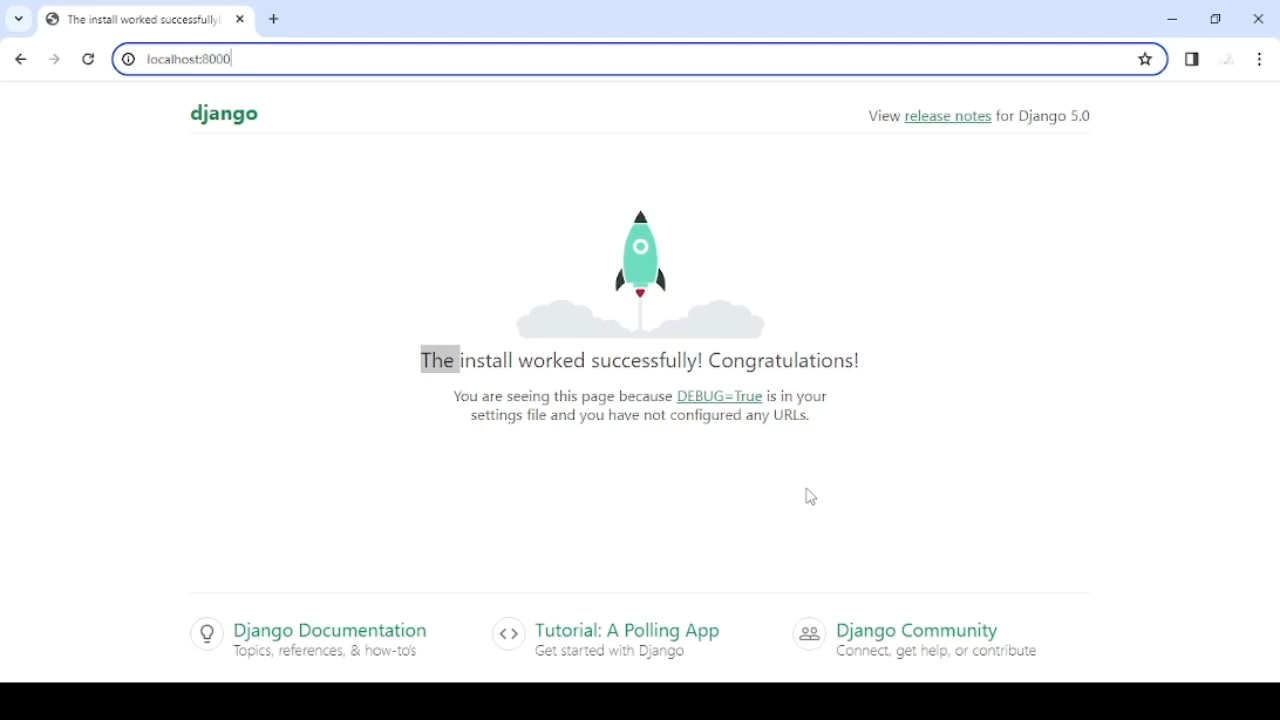 The install worked successfully!
localhost:8000
django
View release notes for Django 5.0
The install worked successfully! Congratulations!
You are seeing this page because DEBUG=True is in your
settings file and you have not configured any URLs.
Django Documentation
Topics, references, & how-to's
Tutorial: A Polling App
Get started with Django
Django Community
Connect, get help, or contribute